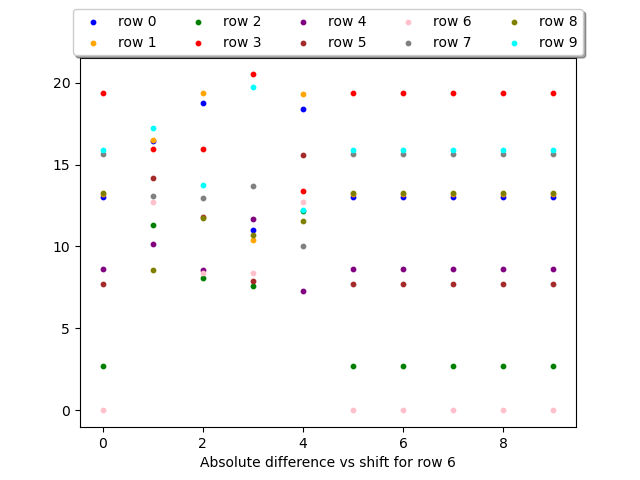 row 0 row 2 row 4 row 6 row 8
row 1 row 3 row 5 row 7 row 9
20
15
10
5
0
0 2 4 6 8
Absolute difference vs shift for row 6